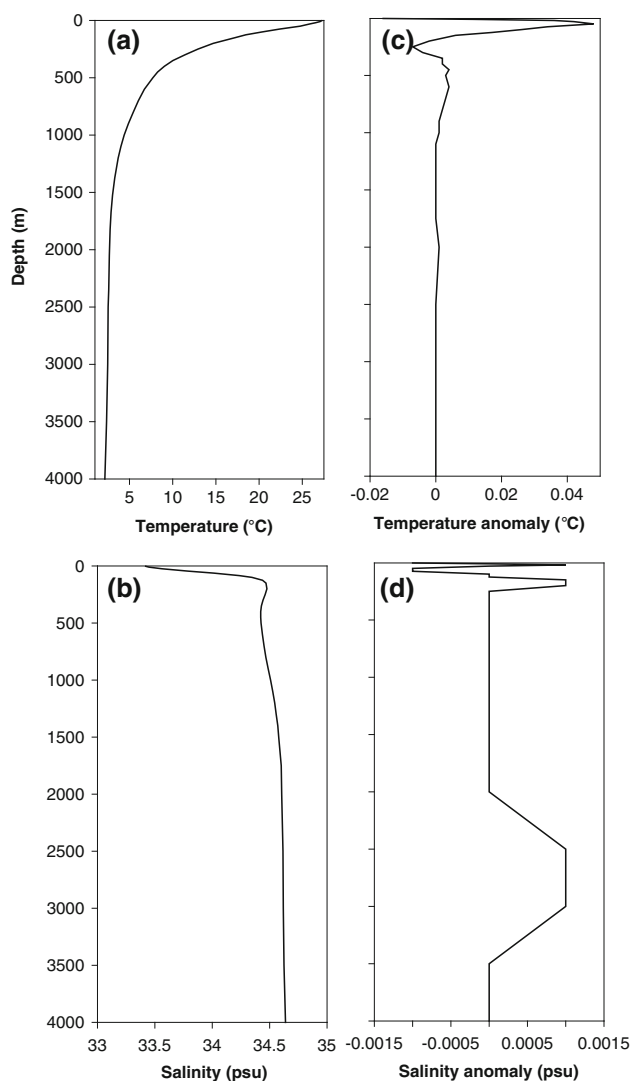 (a)
(c)
0
500
1000
1500
2000
2500
3000
3500
4000
Depth (m)
5 10 15 20 25
-0.02 0 0.02 0.04
Temperature (°C)
Temperature anomaly (°C)
(b)
(d)
0
500
1000
1500
2000
2500
3000
3500
4000
33 33.5 34 34.5 35
-0.0015 -0.0005 0.0005 0.0015
Salinity (psu)
Salinity anomaly (psu)